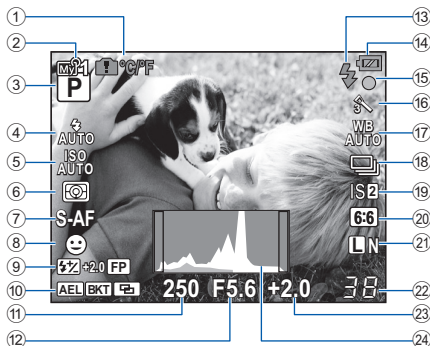 ① ② ③ ④ ⑤ ⑥ ⑦ ⑧ ⑨ ⑩ ⑪ ⑫
My1
°C/°F
P
AUTO
ISO
AUTO
S-AF
+2.0 FP
AEL BKT
250 F5.6 +2.0
38
WB
AUTO
IS 2
6:6
L N
⑬ ⑭ ⑮ ⑯ ⑰ ⑱ ⑲ ⑳ ㉑ ㉒ ㉓ ㉔